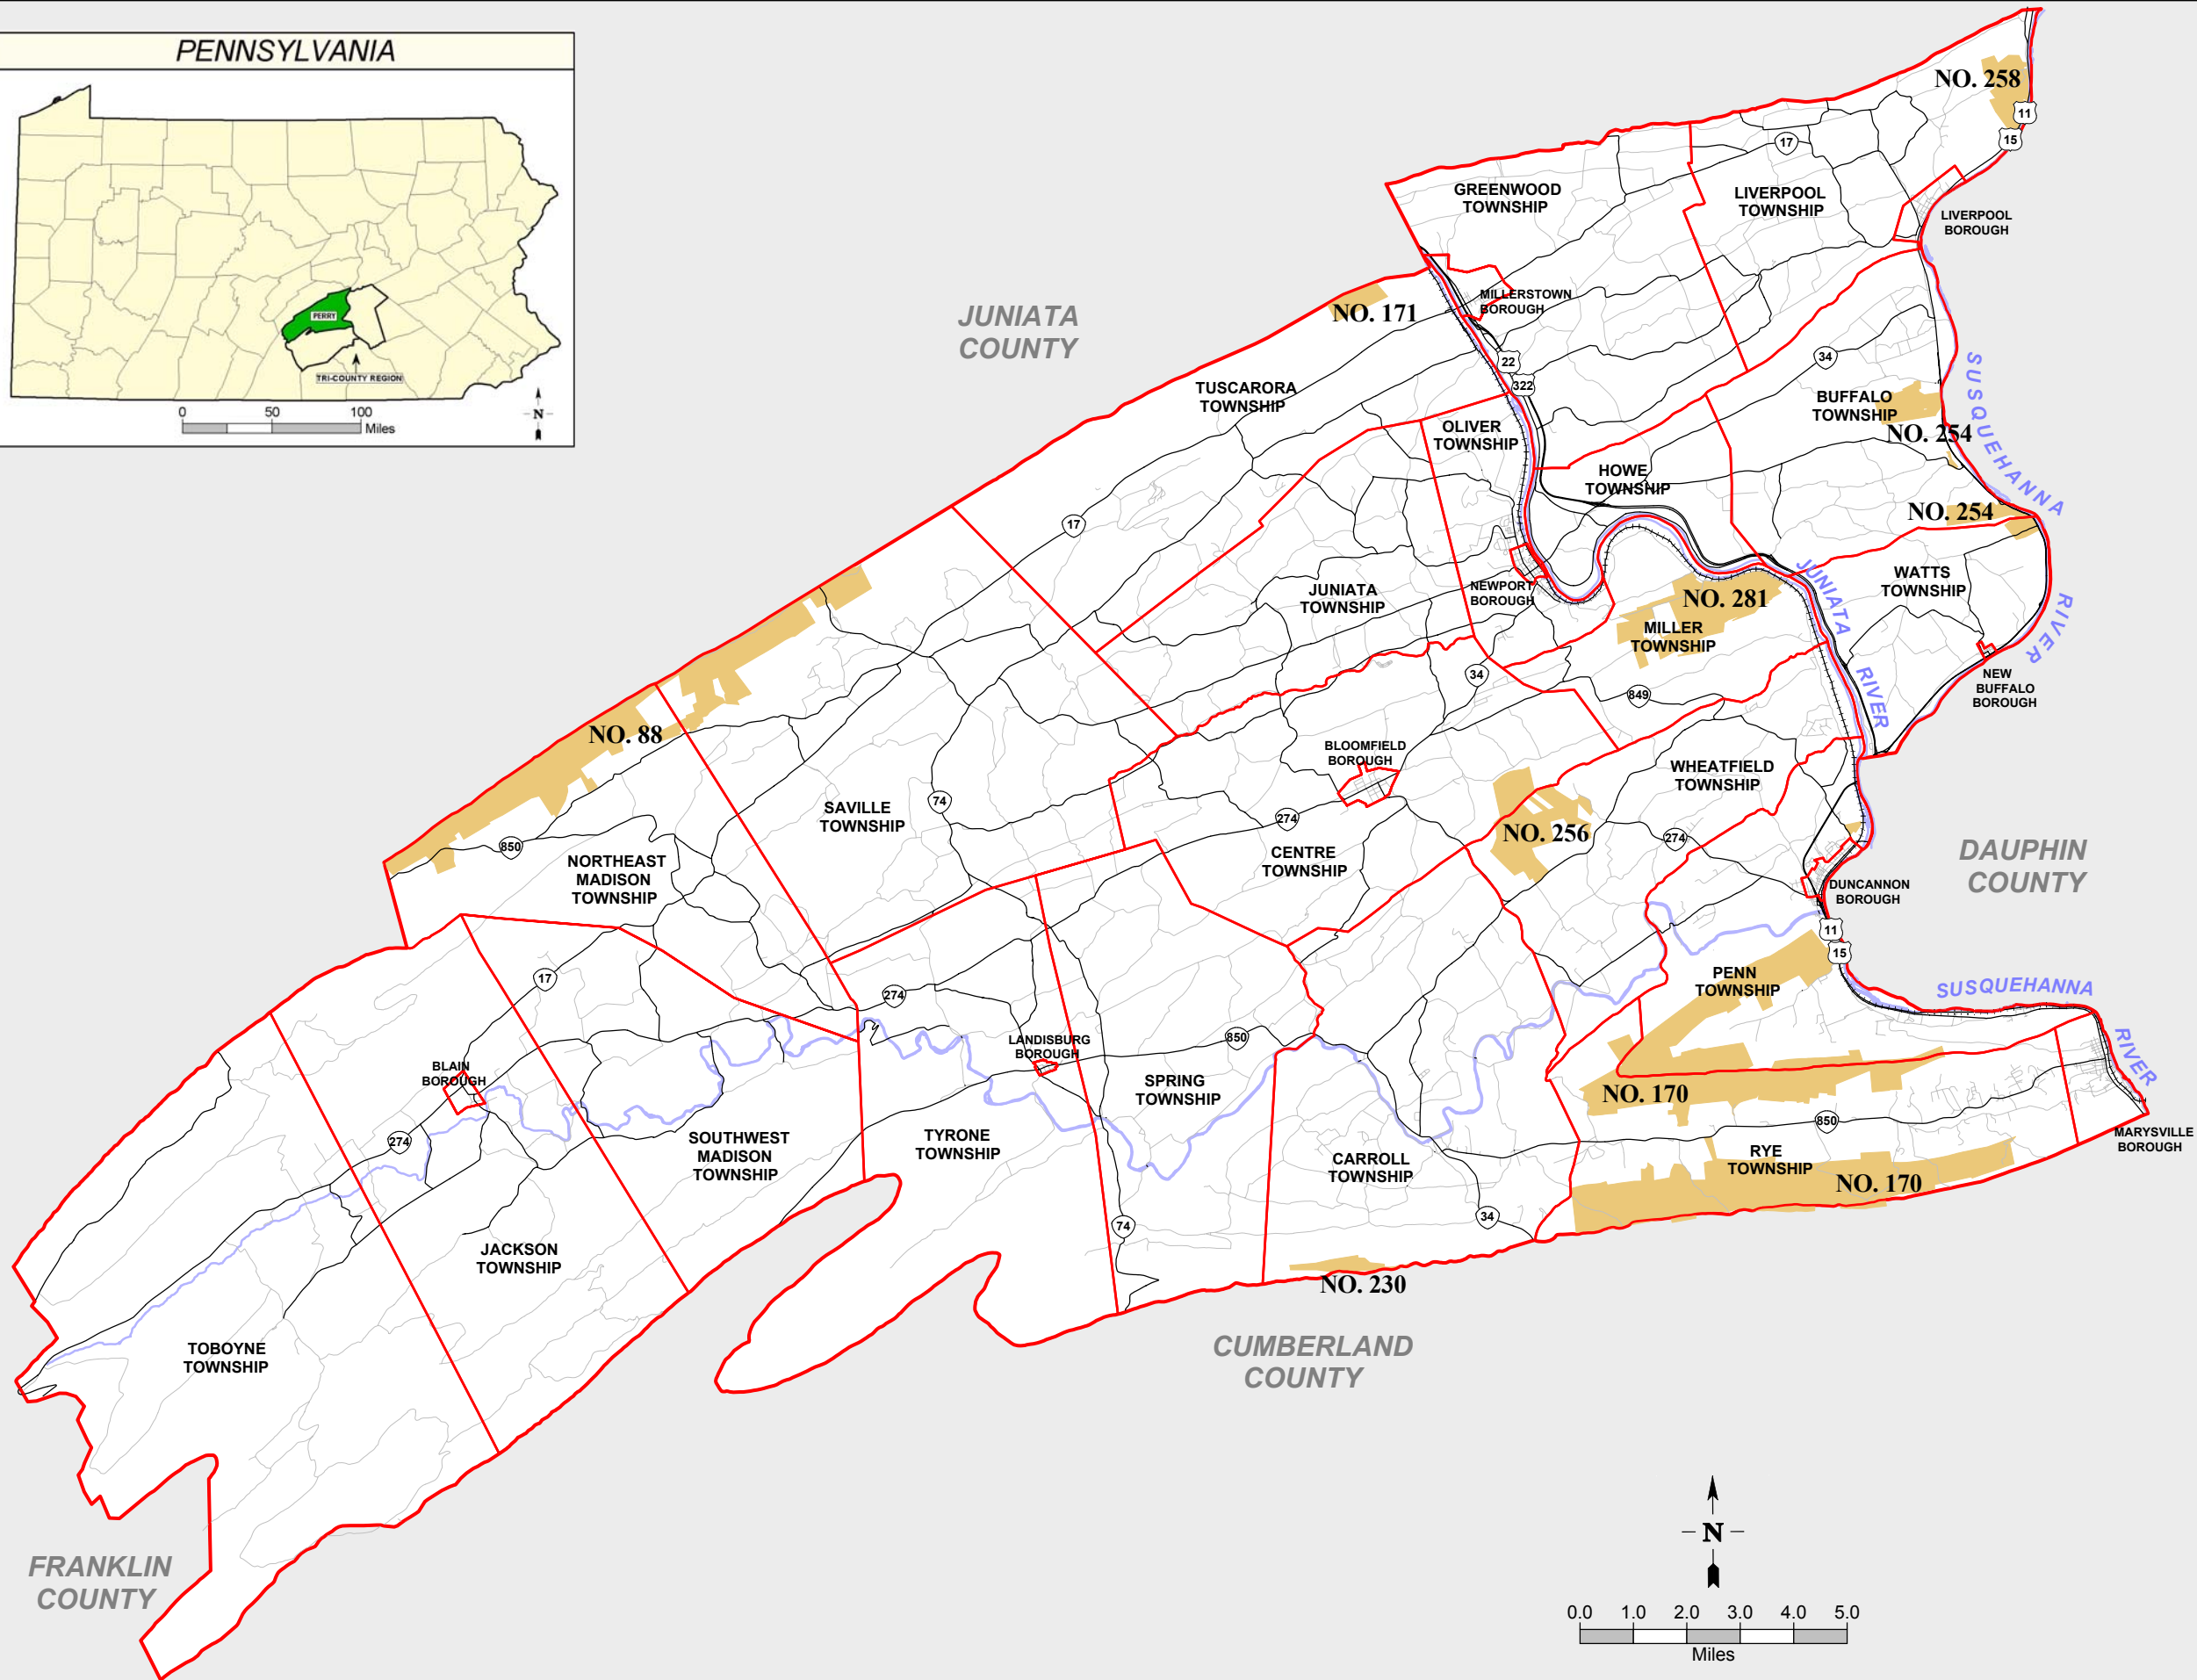 PENNSYLVANIA
PERRY
TRI-COUNTY REGION
0 50 100
Miles
N
NO. 258
11
15
17
GREENWOOD
TOWNSHIP
LIVERPOOL
TOWNSHIP
LIVERPOOL
BOROUGH
JUNIATA
COUNTY
NO. 171
MILLERSTOWN
BOROUGH
22
322
34
SUSQUEHANNA
RIVER
TUSCARORA
TOWNSHIP
BUFFALO
TOWNSHIP
NO. 254
OLIVER
TOWNSHIP
HOWE
TOWNSHIP
NO. 254
17
JUNIATA
TOWNSHIP
NEWPORT
BOROUGH
NO. 281
MILLER
TOWNSHIP
JUNIATA
RIVER
WATTS
TOWNSHIP
NEW
BUFFALO
BOROUGH
34
849
NO. 88
BLOOMFIELD
BOROUGH
WHEATFIELD
TOWNSHIP
SAVILLE
TOWNSHIP
74
274
NO. 256
274
850
NORTHEAST
MADISON
TOWNSHIP
CENTRE
TOWNSHIP
DAUPHIN
COUNTY
DUNCANNON
BOROUGH
11
15
17
274
PENN
TOWNSHIP
SUSQUEHANNA
RIVER
LANDISBURG
BOROUGH
850
BLAIN
BOROUGH
SPRING
TOWNSHIP
NO. 170
850
274
SOUTHWEST
MADISON
TOWNSHIP
TYRONE
TOWNSHIP
CARROLL
TOWNSHIP
RYE
TOWNSHIP
MARYSVILLE
BOROUGH
NO. 170
74
34
JACKSON
TOWNSHIP
NO. 230
TOBOYNE
TOWNSHIP
CUMBERLAND
COUNTY
FRANKLIN
COUNTY
N
0.0 1.0 2.0 3.0 4.0 5.0
Miles